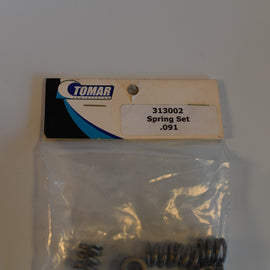 TOMAR
313002
Spring Set
.091